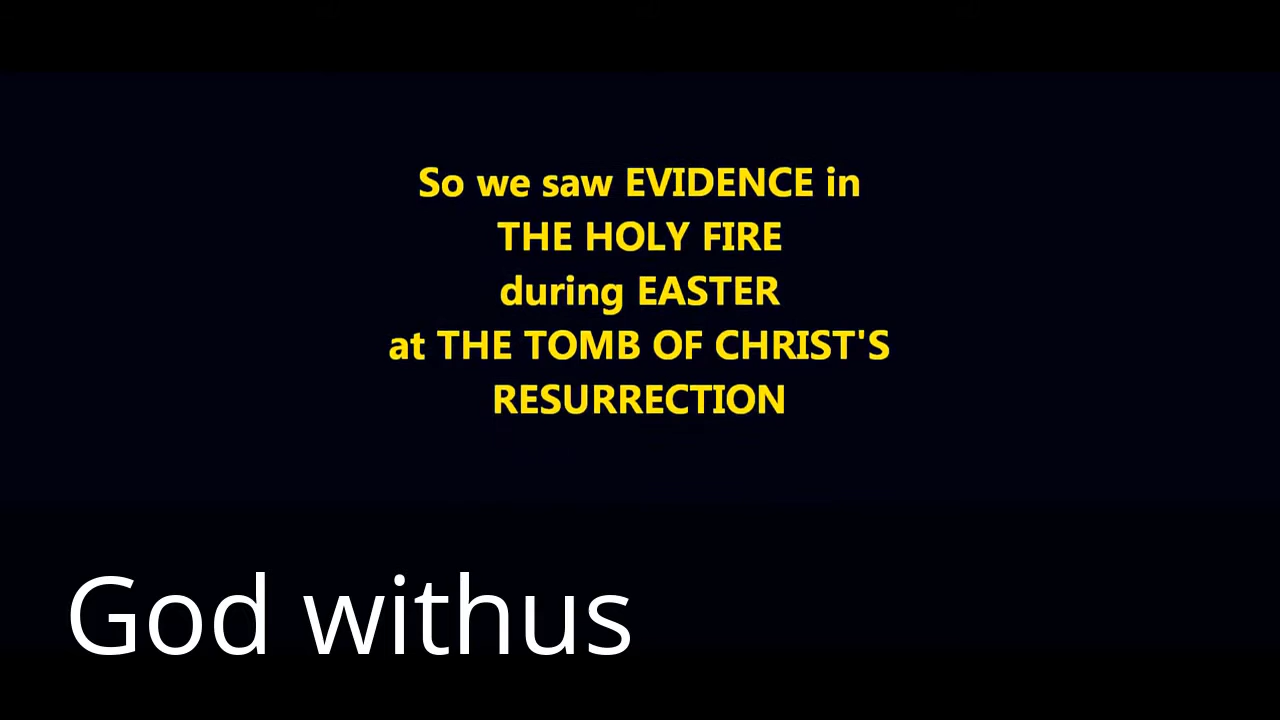 So we saw EVIDENCE in
THE HOLY FIRE
during EASTER
at THE TOMB OF CHRIST'S
RESURRECTION
God withus